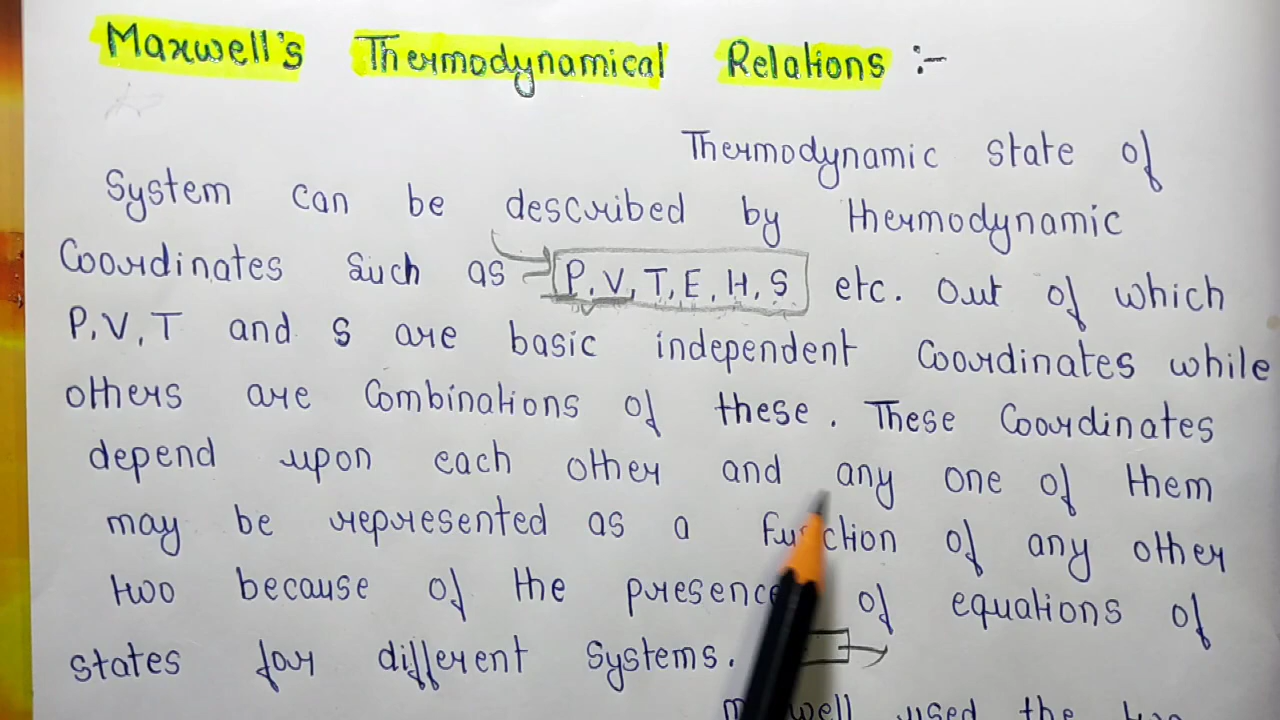 Maxwell's Thermodynamical Relations :-
Thermodynamic state of
System can be described by thermodynamic
Coordinates Such as P, V, T, E, H, S etc. Out of which
P, V, T and S are basic independent Coordinates while
others are Combinations of these. These Coordinates
depend upon each other and any one of them
may be represented as a function of any other
two because of the presence of equations of
states for different Systems.
used the